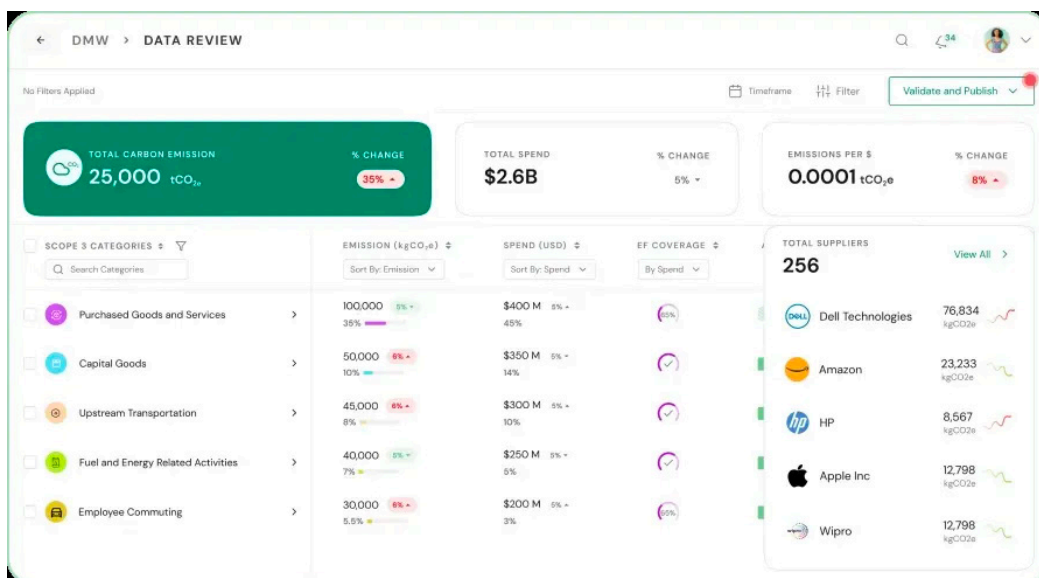 DMW > DATA REVIEW
34
No Filters Applied
Timeframe
Filter
Validate and Publish
TOTAL CARBON EMISSION
25,000 tCO2e
% CHANGE
35%
TOTAL SPEND
$2.6B
% CHANGE
5%
EMISSIONS PER $
0.0001 tCO2e
% CHANGE
8%
SCOPE 3 CATEGORIES
Search Categories
EMISSION (kgCO2e)
Sort By: Emission
SPEND (USD)
Sort By: Spend
EF COVERAGE
By Spend
Purchased Goods and Services
100,000 5%
35%
$400 M 5%
45%
65%
Capital Goods
50,000 6%
10%
$350 M 5%
14%
Upstream Transportation
45,000 6%
8%
$300 M 5%
10%
Fuel and Energy Related Activities
40,000 5%
7%
$250 M 5%
5%
Employee Commuting
30,000 6%
5.5%
$200 M 5%
3%
65%
TOTAL SUPPLIERS
256
View All
DELL
Dell Technologies
76,834
kgCO2e
Amazon
23,233
kgCO2e
hp
HP
8,567
kgCO2e
Apple Inc
12,798
kgCO2e
Wipro
12,798
kgCO2e